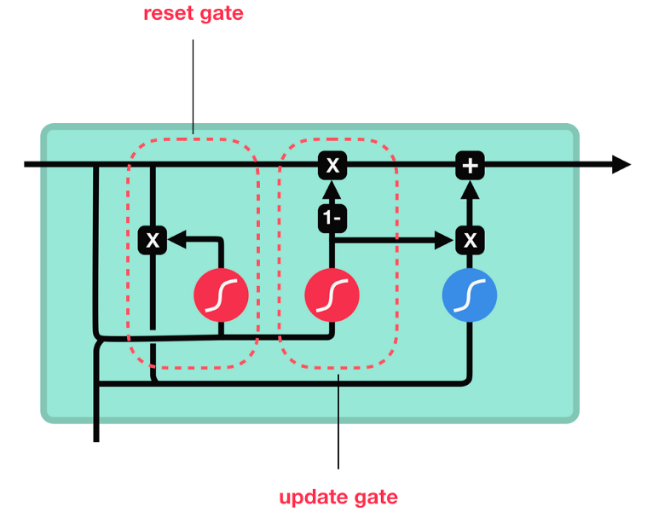 reset gate
X
+
1-
X
X
update gate